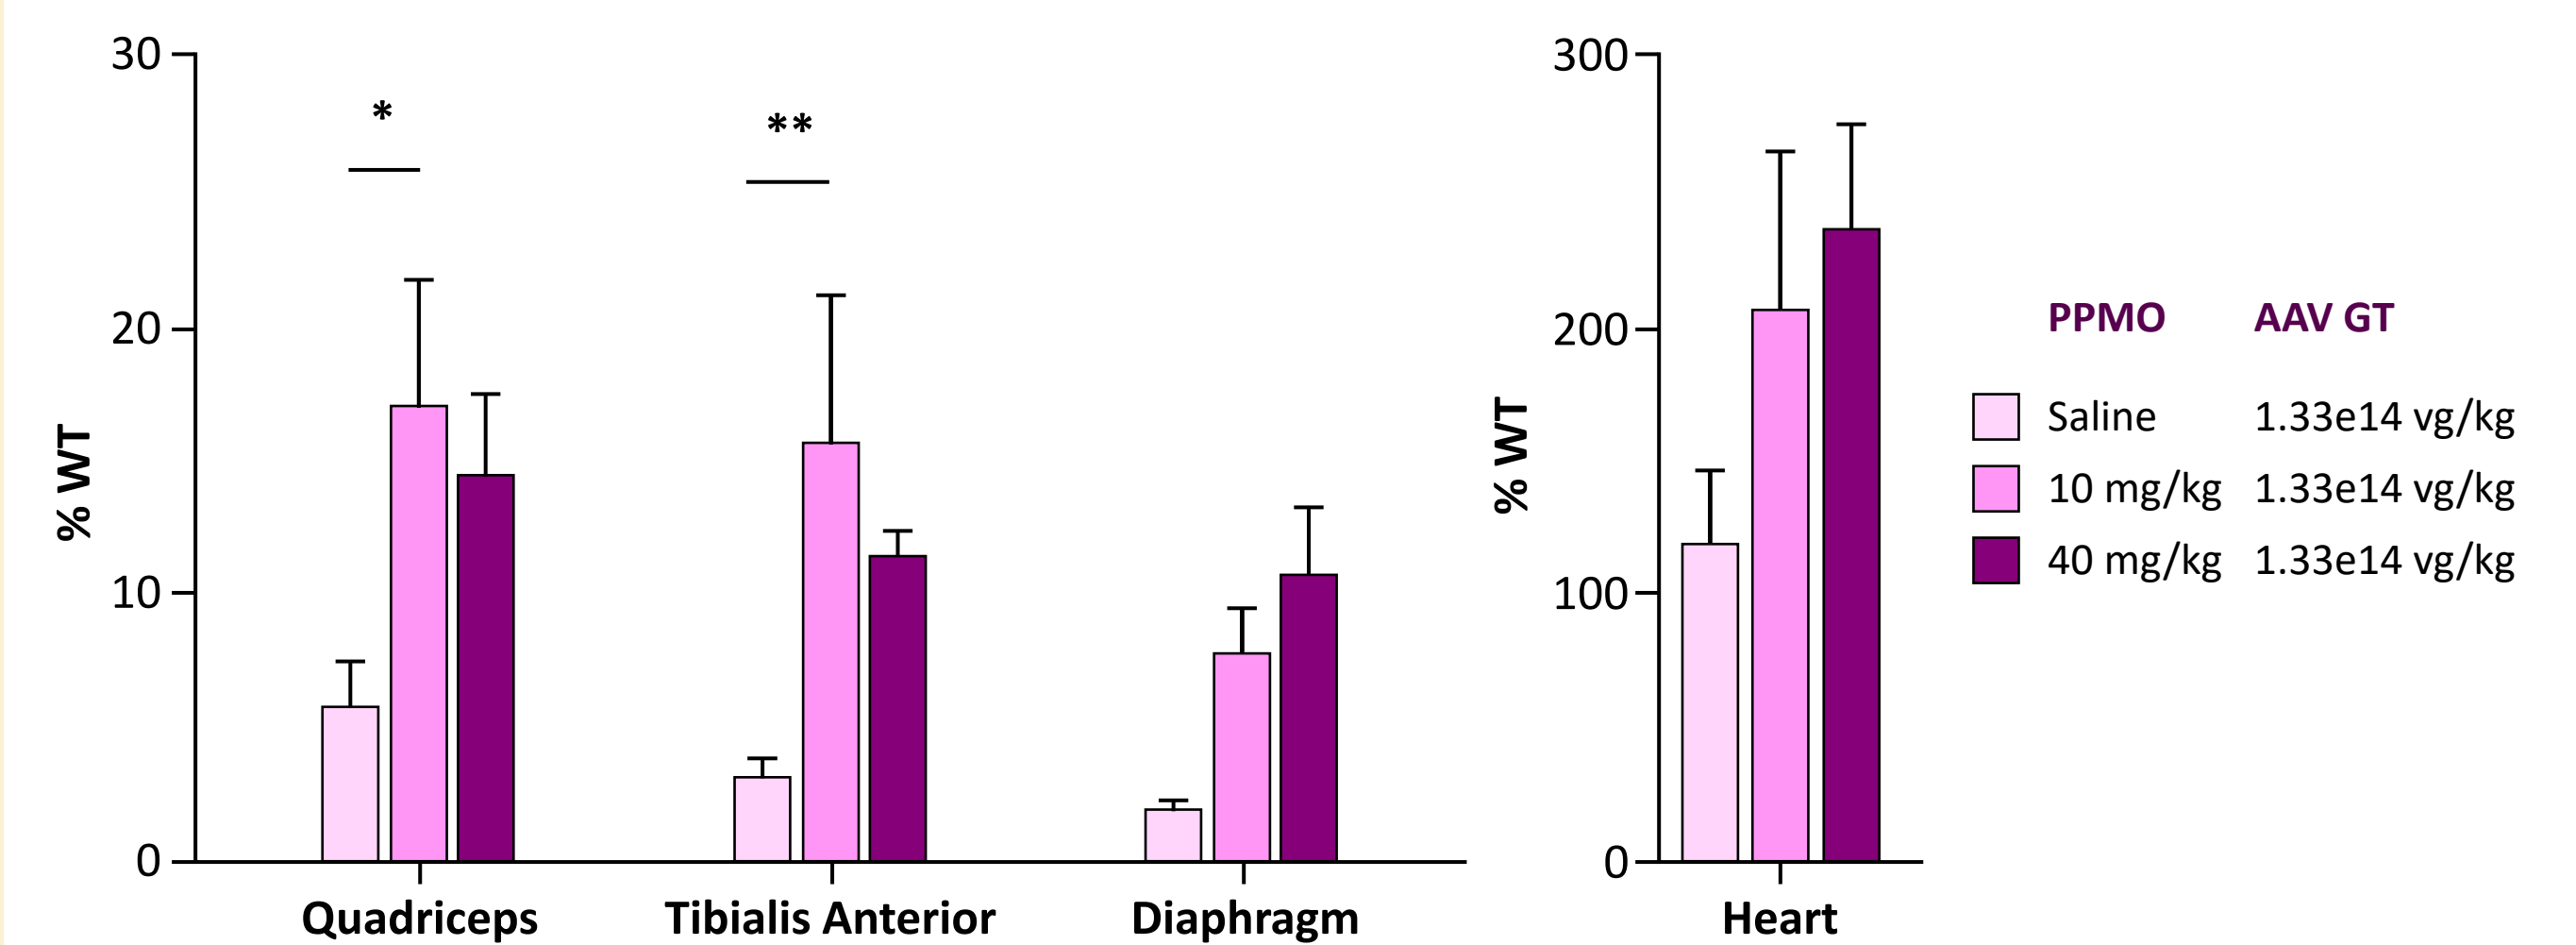 30
20
10
0
% WT
*
**
Quadriceps
Tibialis Anterior
Diaphragm
300
200
100
0
% WT
Heart
PPMO AAV GT
Saline 1.33e14 vg/kg
10 mg/kg 1.33e14 vg/kg
40 mg/kg 1.33e14 vg/kg